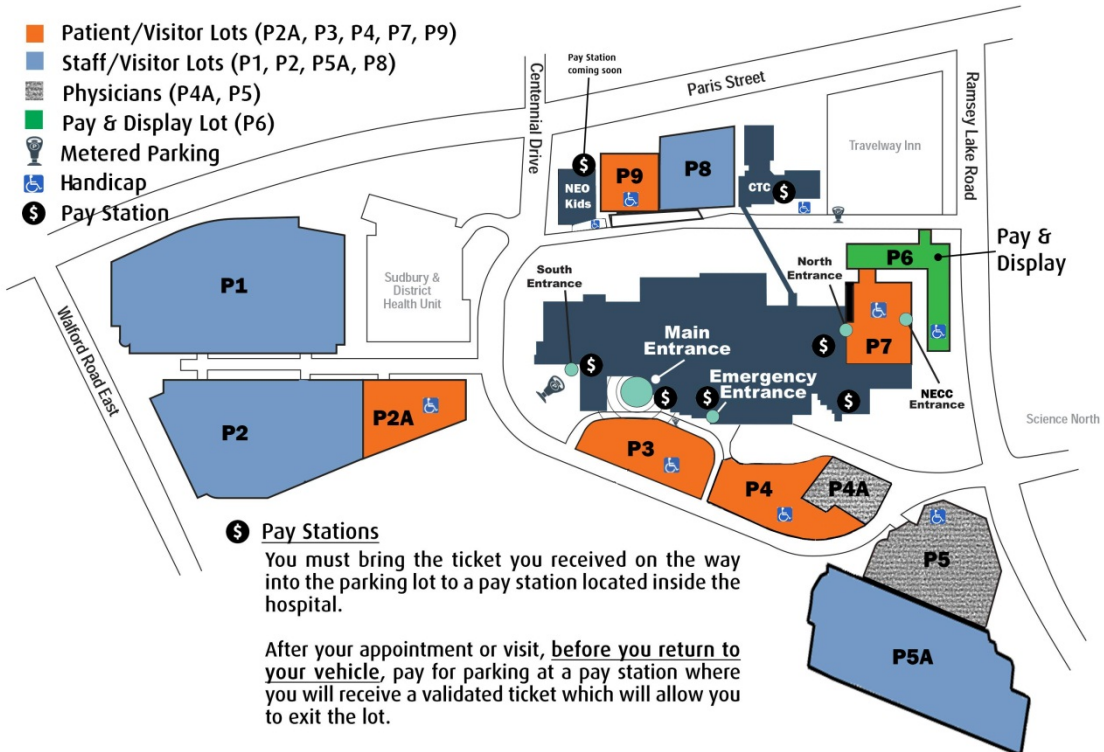 Patient/Visitor Lots (P2A, P3, P4, P7, P9)
Staff/Visitor Lots (P1, P2, P5A, P8)
Physicians (P4A, P5)
Pay & Display Lot (P6)
Metered Parking
Handicap
$ Pay Station
Pay Station
coming soon
Centennial Drive
Paris Street
Ramsey Lake Road
Travelway Inn
$
NEO
Kids
P9
P8
CTC
$
Walford Road East
P1
Sudbury &
District
Health Unit
P2
P2A
South
Entrance
$
Main
Entrance
$
Emergency
Entrance
$
$
North
Entrance
$
P6
Pay &
Display
P7
NECC
Entrance
Science North
P3
P4
P4A
P5
P5A
$ Pay Stations
You must bring the ticket you received on the way
into the parking lot to a pay station located inside the
hospital.
After your appointment or visit, before you return to
your vehicle, pay for parking at a pay station where
you will receive a validated ticket which will allow you
to exit the lot.